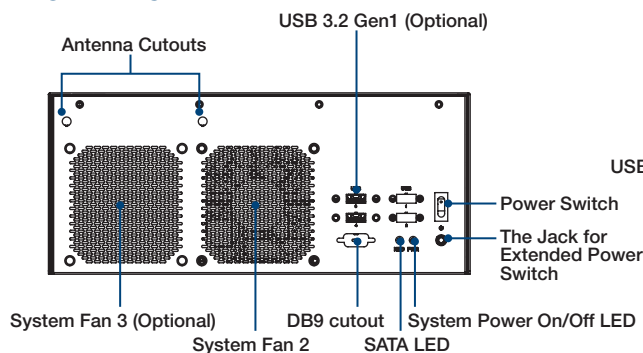 USB 3.2 Gen1 (Optional)
Antenna Cutouts
USB
Power Switch
The Jack for
Extended Power
Switch
System Fan 3 (Optional)
DB9 cutout
System Power On/Off LED
System Fan 2
SATA LED